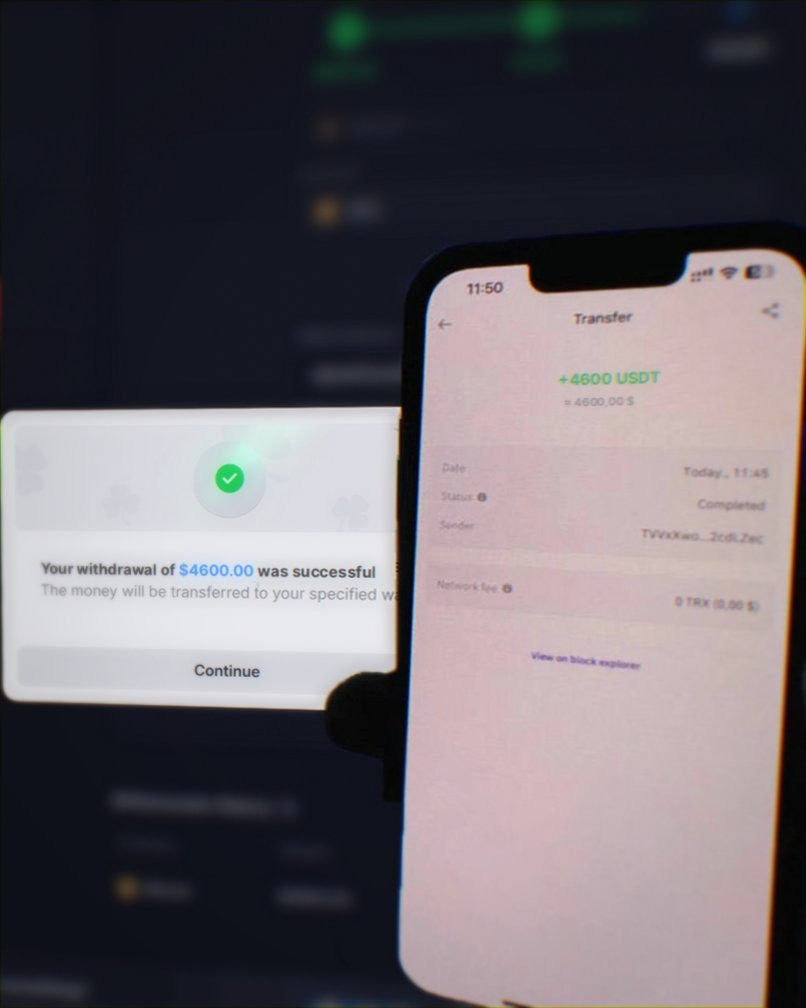 Your withdrawal of $4600.00 was successful
The money will be transferred to your specified wa
Continue
11:50
Transfer
+4600 USDT
≈ 4600,00 $
Date
Today., 11:45
Status
Completed
Sender
TVVxXwo...2cdLZec
Network fee
0 TRX (0,00 $)
View on block explorer